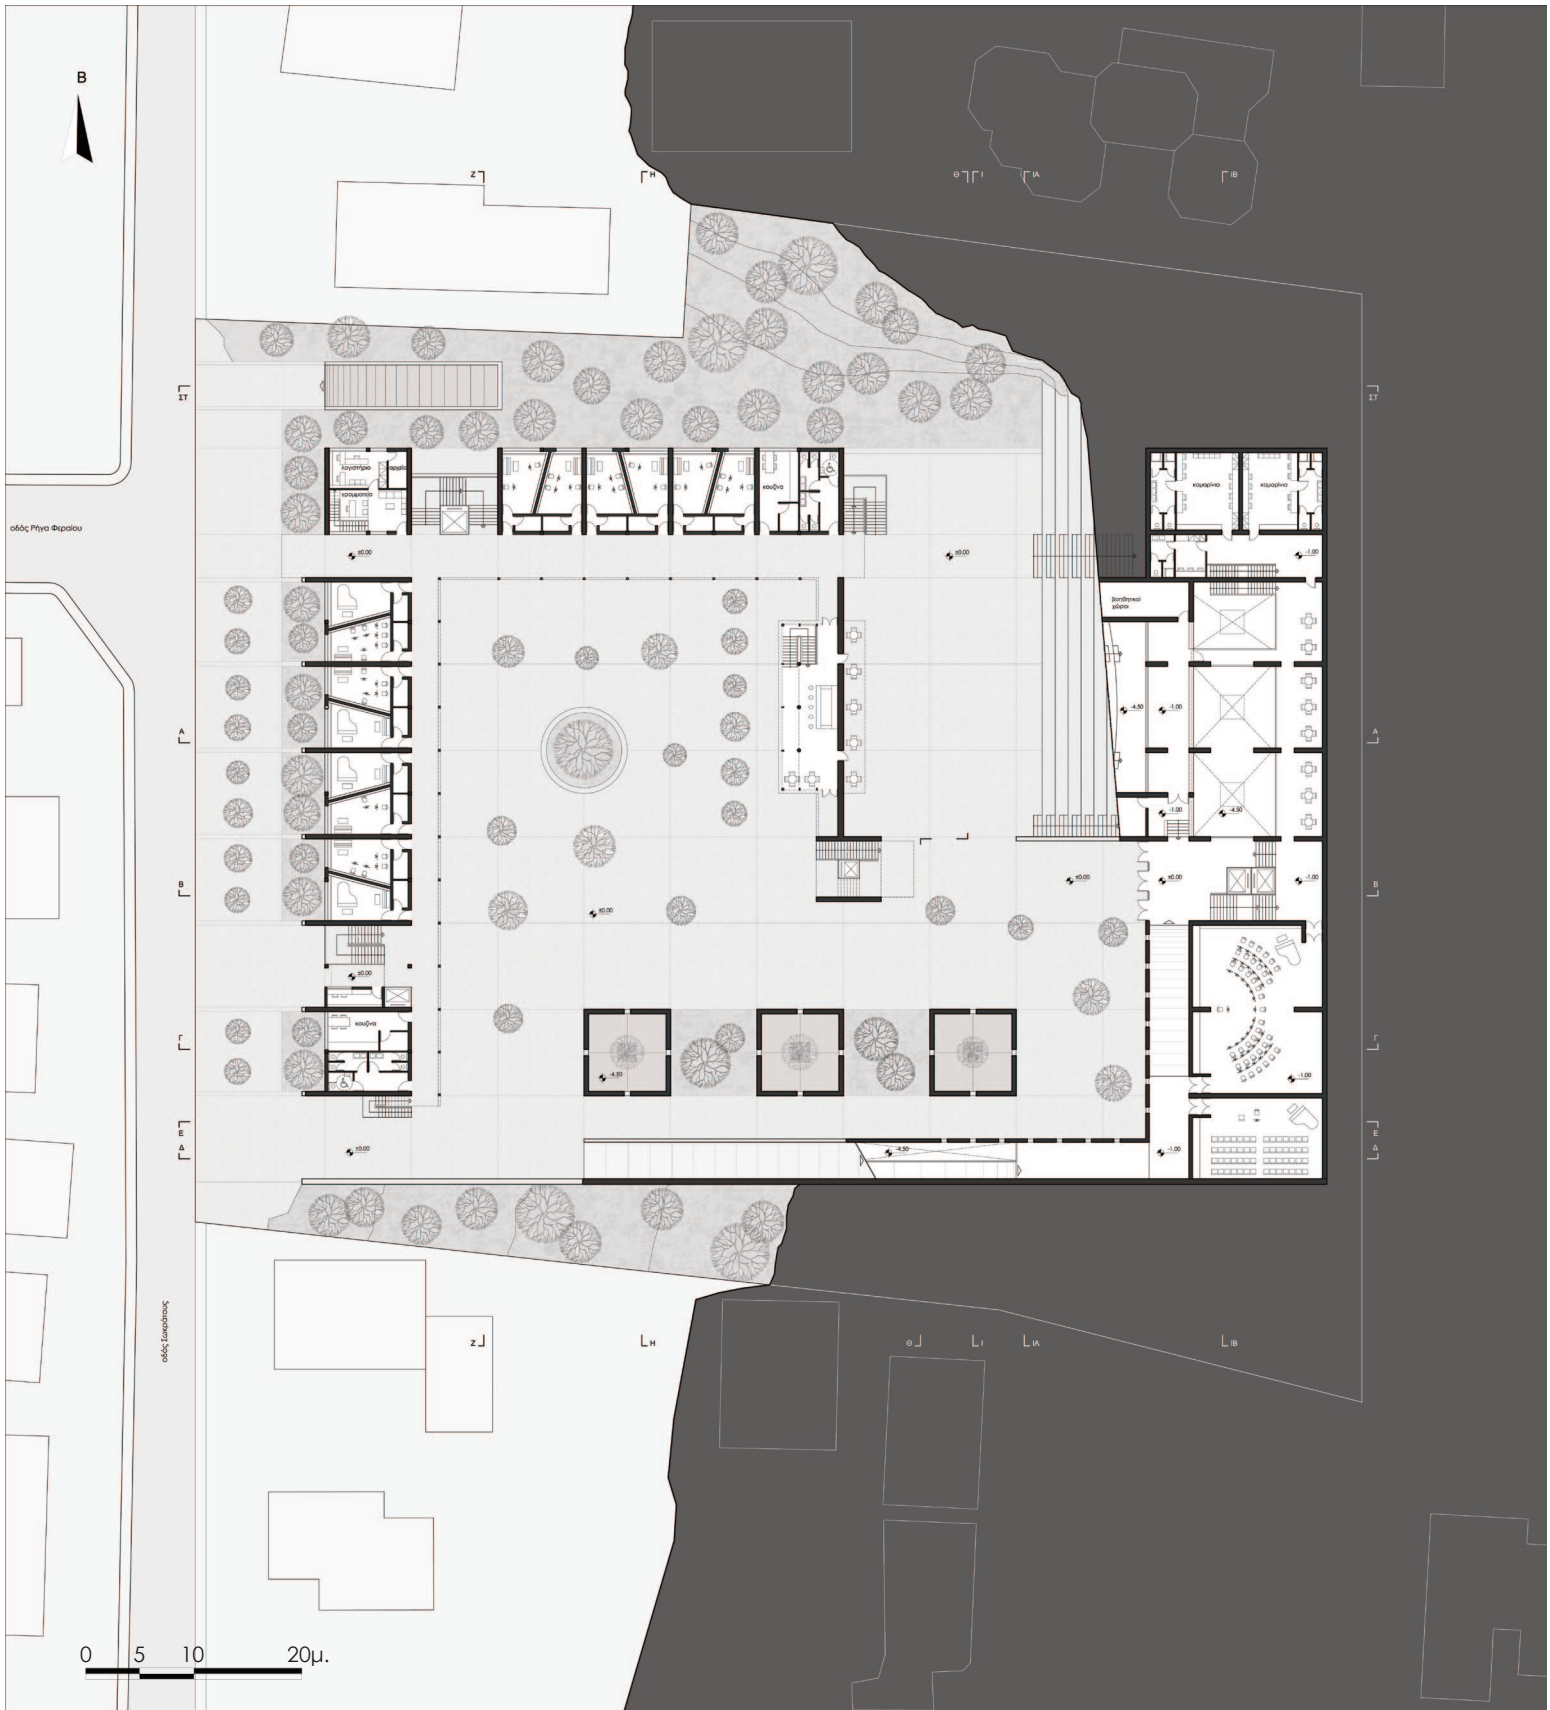 Β
Ζ
Η
Θ
Ι
ΙΑ
ΙΒ
ΣΤ
ΣΤ
λογιστήριο
αρχείο
γραμματεία
κουζίνα
καμαρίνια
καμαρίνια
οδός Ρήγα Φεραίου
±0.00
±0.00
-1.00
βοηθητικοί
χώροι
-4.50
-1.00
Α
Α
-1.00
-4.50
Β
±0.00
±0.00
-1.00
Β
±0.00
±0.00
κουζίνα
Γ
Γ
-4.50
-1.00
Ε
Δ
±0.00
-4.50
-1.00
Ε
Δ
οδός Σωκράτους
Ζ
Η
Θ
Ι
ΙΑ
ΙΒ
0 5 10 20μ.